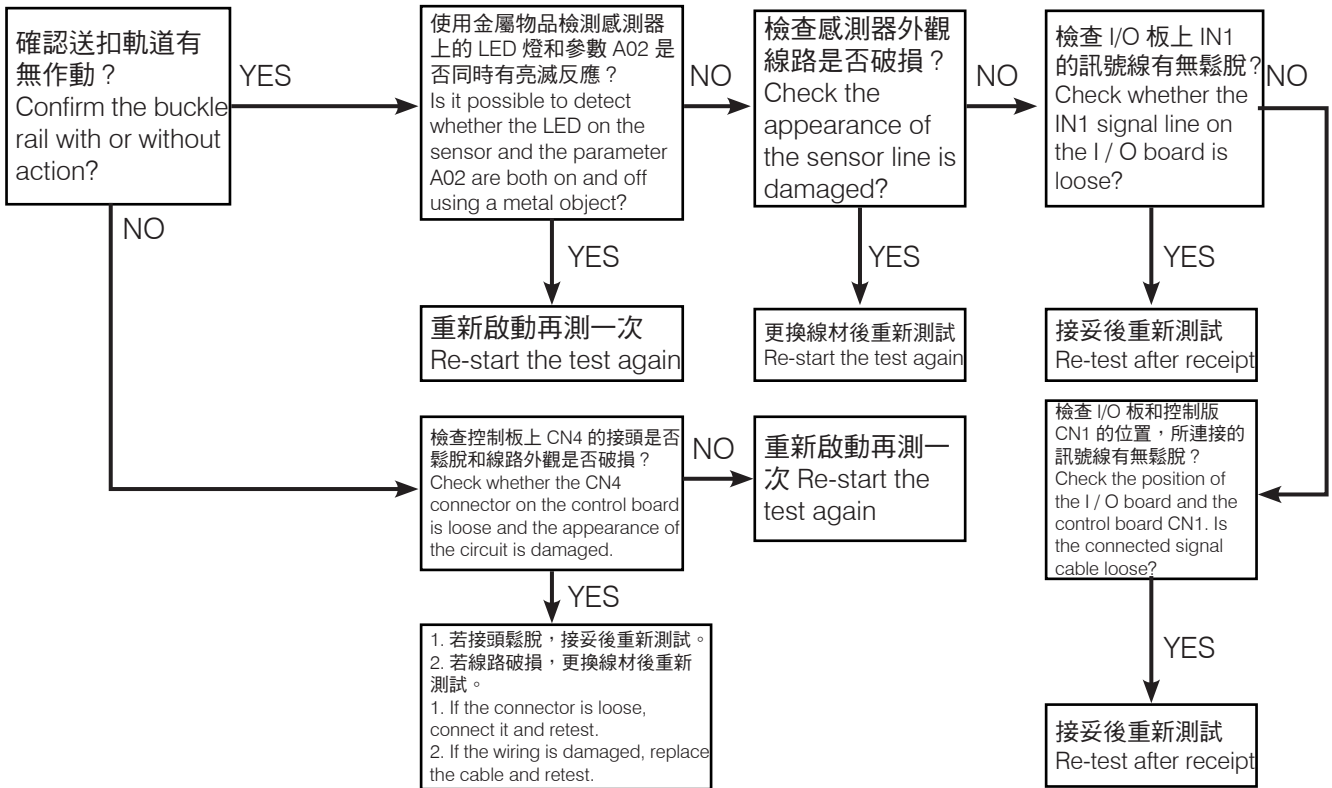 確認送扣軌道有
無作動？
Confirm the buckle
rail with or without
action?
YES
使用金屬物品檢測感測器
上的 LED 燈和參數 A02 是
否同時有亮滅反應？
Is it possible to detect
whether the LED on the
sensor and the parameter
A02 are both on and off
using a metal object?
NO
檢查感測器外觀
線路是否破損？
Check the
appearance of
the sensor line is
damaged?
NO
檢查 I/O 板上 IN1
的訊號線有無鬆脫？
Check whether the
IN1 signal line on
the I / O board is
loose?
NO
NO
YES
YES
YES
重新啟動再測一次
Re-start the test again
更換線材後重新測試
Re-start the test again
接妥後重新測試
Re-test after receipt
檢查控制板上 CN4 的接頭是否
鬆脫和線路外觀是否破損？
Check whether the CN4
connector on the control board
is loose and the appearance of
the circuit is damaged.
NO
重新啟動再測一
次 Re-start the
test again
檢查 I/O 板和控制版
CN1 的位置，所連接的
訊號線有無鬆脫？
Check the position of
the I / O board and the
control board CN1. Is
the connected signal
cable loose?
YES
1. 若接頭鬆脫，接妥後重新測試。
2. 若線路破損，更換線材後重新
測試。
1. If the connector is loose,
connect it and retest.
2. If the wiring is damaged, replace
the cable and retest.
YES
接妥後重新測試
Re-test after receipt